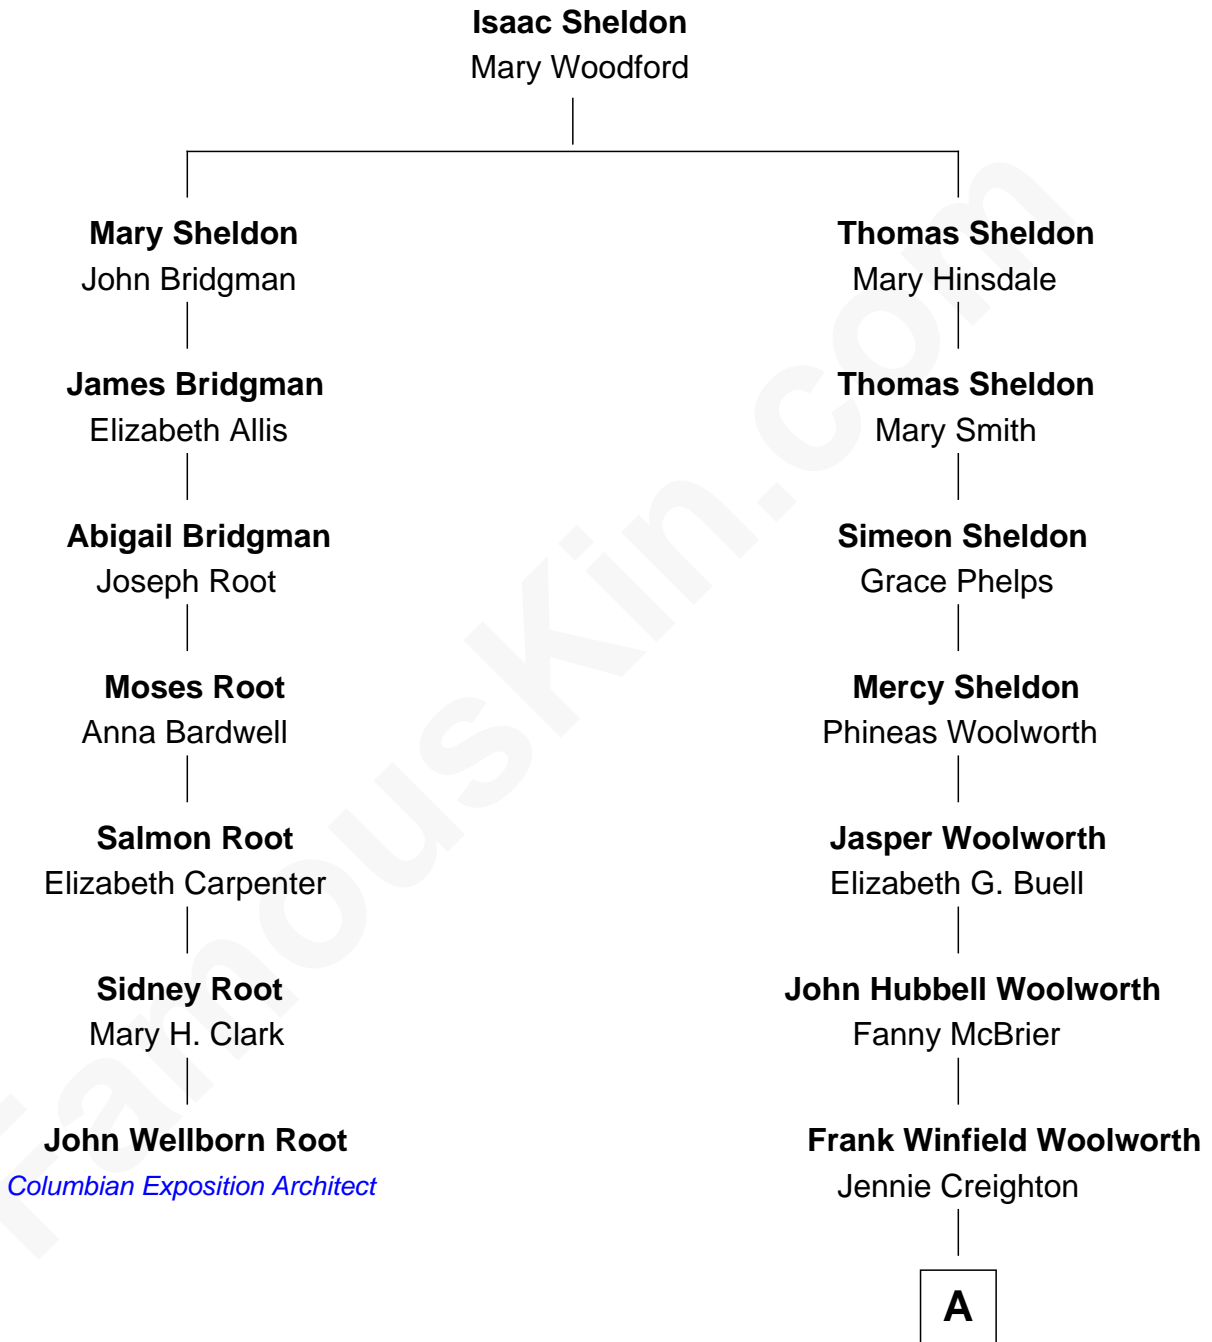 Isaac Sheldon
Mary Woodford
Mary Sheldon
John Bridgman
Thomas Sheldon
Mary Hinsdale
James Bridgman
Elizabeth Allis
Thomas Sheldon
Mary Smith
Abigail Bridgman
Joseph Root
Simeon Sheldon
Grace Phelps
Moses Root
Anna Bardwell
Mercy Sheldon
Phineas Woolworth
Salmon Root
Elizabeth Carpenter
Jasper Woolworth
Elizabeth G. Buell
Sidney Root
Mary H. Clark
John Hubbell Woolworth
Fanny McBrier
John Wellborn Root
Columbian Exposition Architect
Frank Winfield Woolworth
Jennie Creighton
A
FamousKin.com